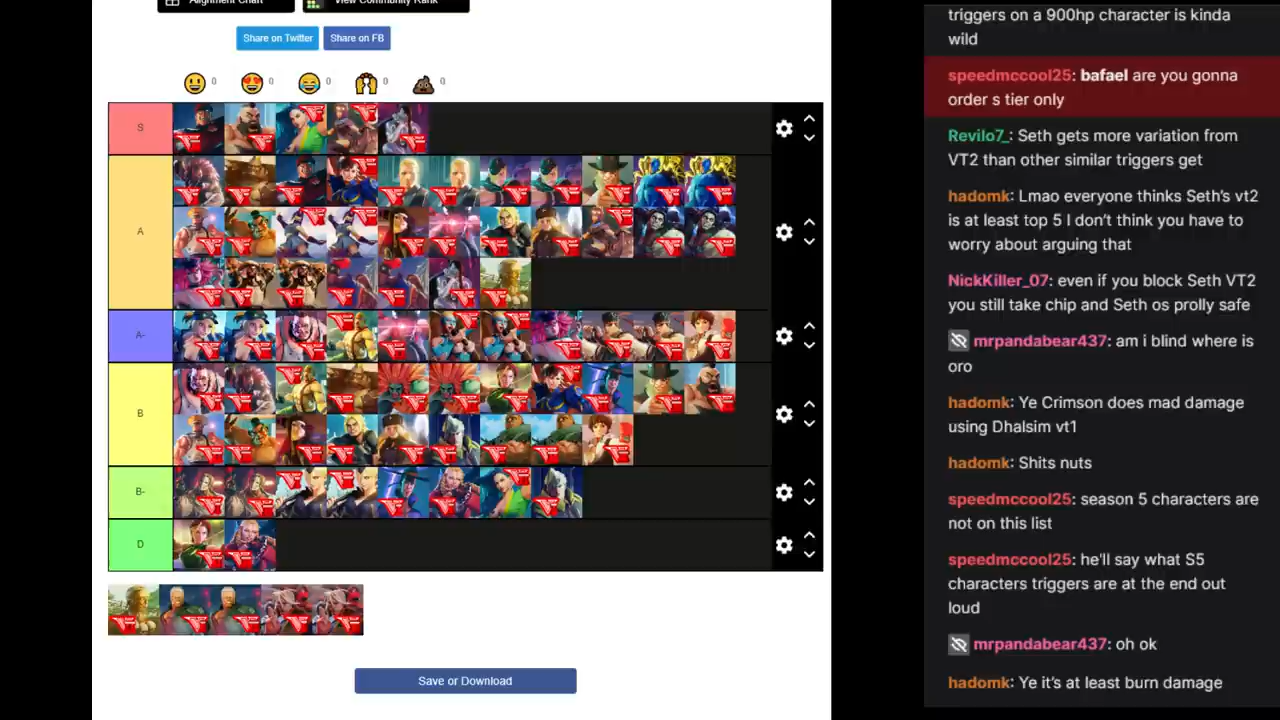 Alignment Chart
View Community Rank
Share on Twitter
Share on FB
0
0
0
0
0
S
A
A-
B
B-
D
Save or Download
triggers on a 900hp character is kinda
wild
speedmccool25: bafael are you gonna
order s tier only
Revilo7_: Seth gets more variation from
VT2 than other similar triggers get
hadomk: Lmao everyone thinks Seth's vt2
is at least top 5 I don't think you have to
worry about arguing that
NickKiller_07: even if you block Seth VT2
you still take chip and Seth os prolly safe
mrpandabear437: am i blind where is
oro
hadomk: Ye Crimson does mad damage
using Dhalsim vt1
hadomk: Shits nuts
speedmccool25: season 5 characters are
not on this list
speedmccool25: he'll say what S5
characters triggers are at the end out
loud
mrpandabear437: oh ok
hadomk: Ye it's at least burn damage